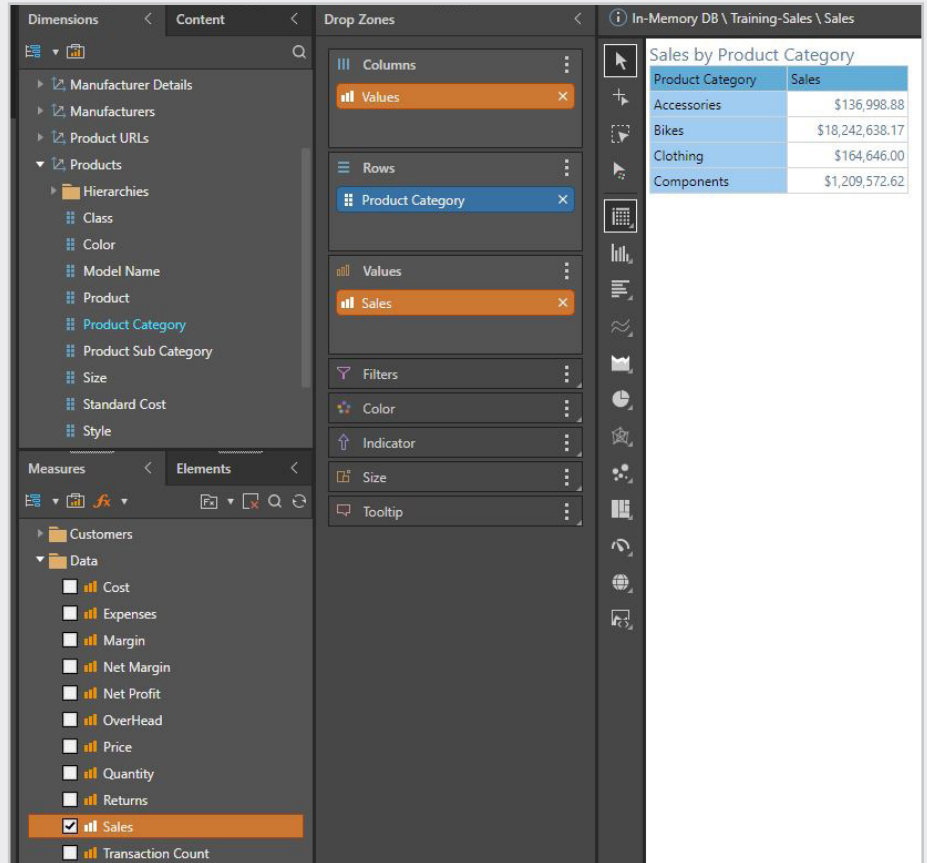 Dimensions
Content
Manufacturer Details
Manufacturers
Product URLs
Products
Hierarchies
Class
Color
Model Name
Product
Product Category
Product Sub Category
Size
Standard Cost
Style
Measures
Elements
fx
Fx
Customers
Data
Cost
Expenses
Margin
Net Margin
Net Profit
OverHead
Price
Quantity
Returns
Sales
Transaction Count
Drop Zones
Columns
Values
Rows
Product Category
Values
Sales
Filters
Color
Indicator
Size
Tooltip
In-Memory DB \ Training-Sales \ Sales
Sales by Product Category
Product Category Sales
Accessories $136,998.88
Bikes $18,242,638.17
Clothing $164,646.00
Components $1,209,572.62